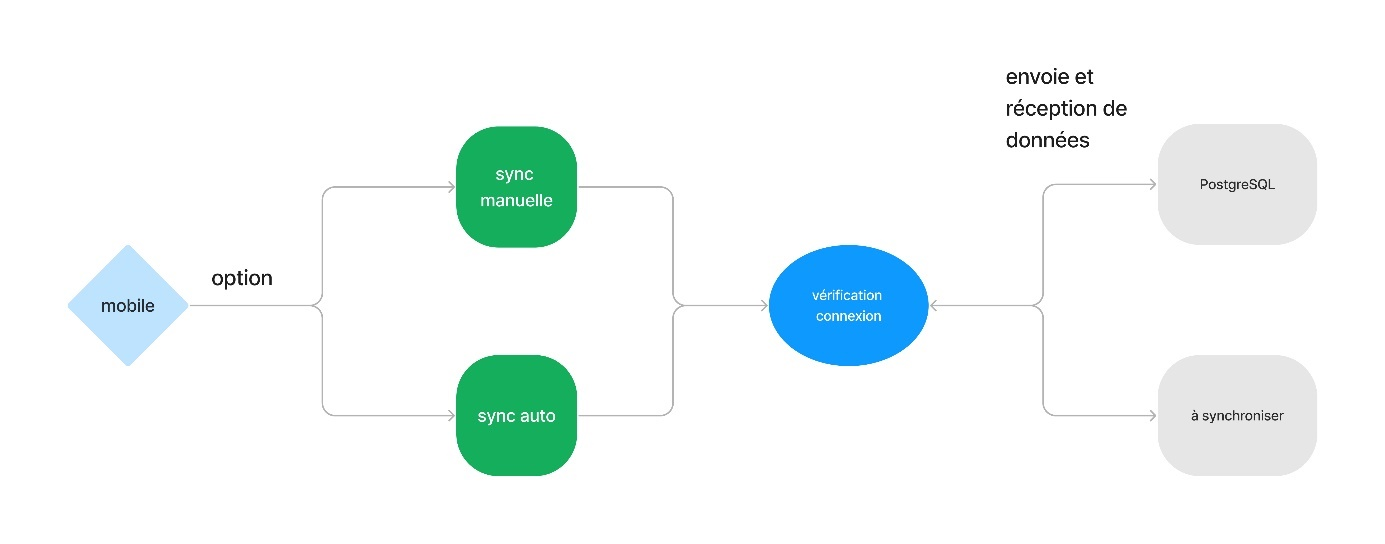 mobile
option
sync
manuelle
sync auto
vérification
connexion
envoie et
réception de
données
PostgreSQL
à synchroniser